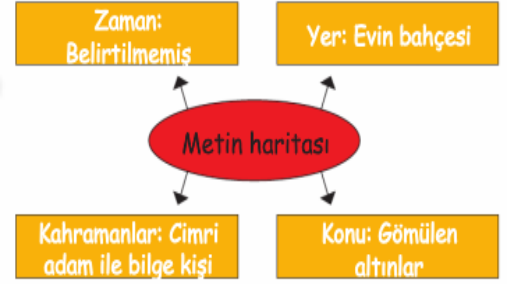 Zaman:
Belirtilmemiş
Yer: Evin bahçesi
Metin haritası
Kahramanlar: Cimri
adam ile bilge kişi
Konu: Gömülen
altınlar